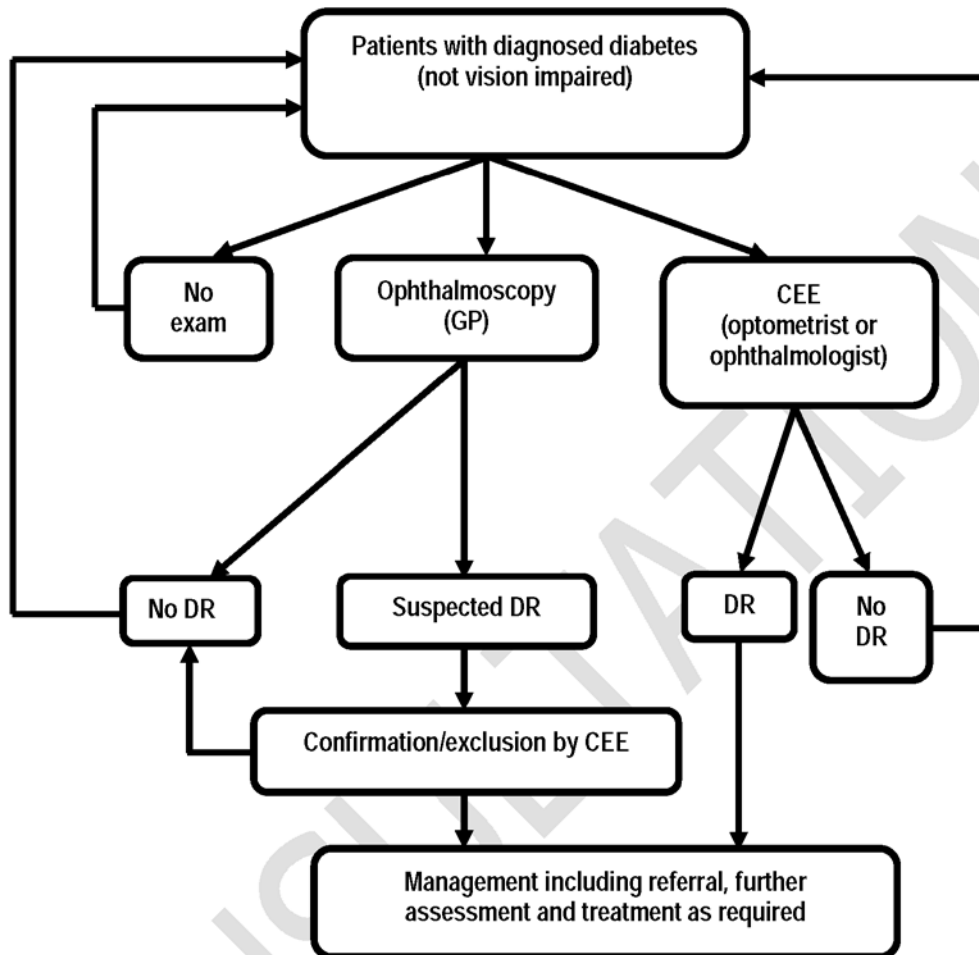 Patients with diagnosed diabetes
(not vision impaired)
No
exam
Ophthalmoscopy
(GP)
CEE
(optometrist or
ophthalmologist)
No DR
Suspected DR
DR
No
DR
Confirmation/exclusion by CEE
Management including referral, further
assessment and treatment as required